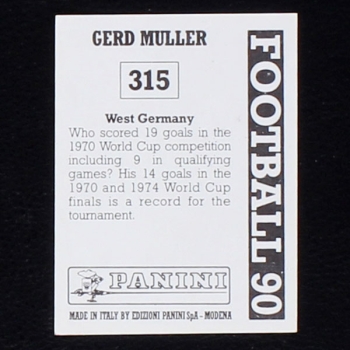 GERD MULLER
315
West Germany
Who scored 19 goals in the
1970 World Cup competition
including 9 in qualifying
games? His 14 goals in the
1970 and 1974 World Cup
finals is a record for the
tournament.
PANINI
MADE IN ITALY BY EDIZIONI PANINI SpA - MODENA
FOOTBALL 90